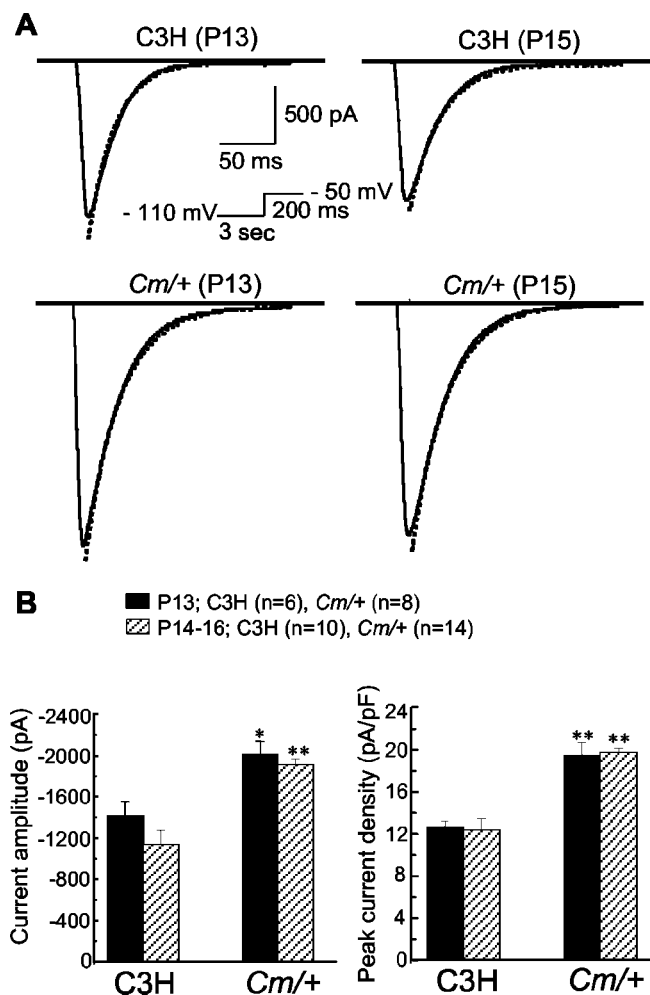 A
C3H (P13)
C3H (P15)
500 pA
50 ms
- 50 mV
- 110 mV
200 ms
3 sec
Cm/+ (P13)
Cm/+ (P15)
B
P13; C3H (n=6), Cm/+ (n=8)
P14-16; C3H (n=10), Cm/+ (n=14)
Current amplitude (pA)
-2400
-2000
-1600
-1200
-800
-400
0
*
**
C3H
Cm/+
Peak current density (pA/pF)
24
20
16
12
8
4
0
**
**
C3H
Cm/+